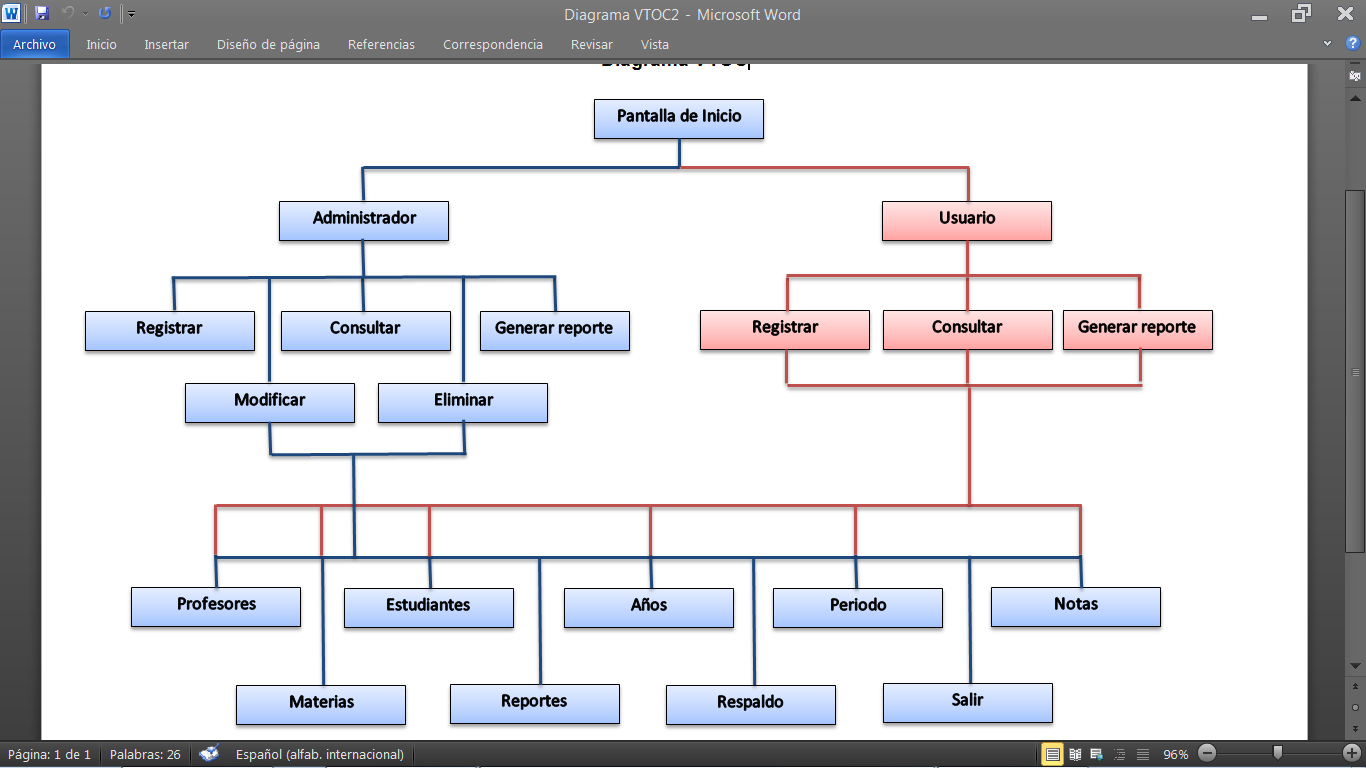 Diagrama VTOC2 - Microsoft Word
Archivo Inicio Insertar Diseño de página Referencias Correspondencia Revisar Vista
Diagrama VTOC
Pantalla de Inicio
Administrador Usuario
Registrar Consultar Generar reporte Registrar Consultar Generar reporte
Modificar Eliminar
Profesores Estudiantes Años Periodo Notas
Materias Reportes Respaldo Salir
Página: 1 de 1 Palabras: 26 Español (alfab. internacional) 96%